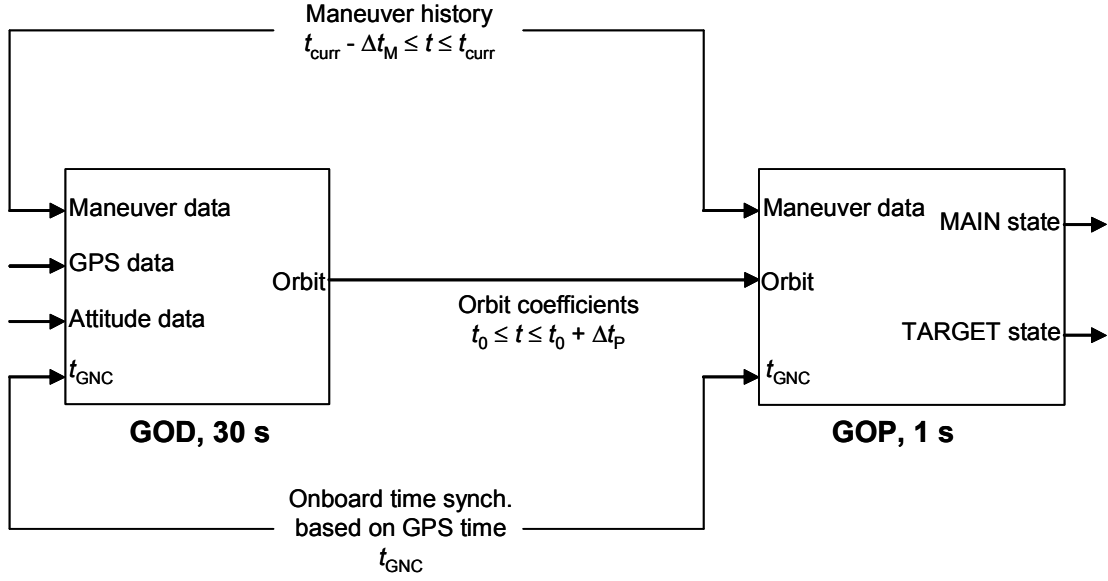 Maneuver history
t_curr - Δt_M ≤ t ≤ t_curr
Maneuver data
GPS data
Attitude data
t_GNC
Orbit
GOD, 30 s
Orbit coefficients
t_0 ≤ t ≤ t_0 + Δt_P
Maneuver data
Orbit
t_GNC
MAIN state
TARGET state
GOP, 1 s
Onboard time synch.
based on GPS time
t_GNC